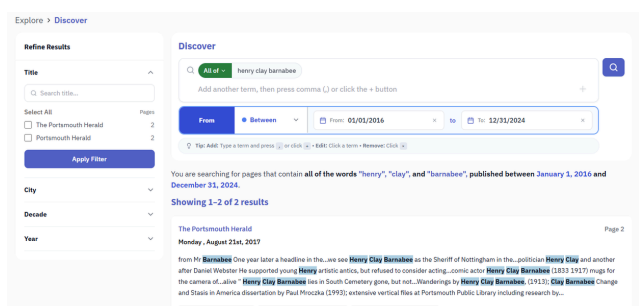 Explore > Discover
Refine Results
Title
Search title...
Select All Pages
The Portsmouth Herald 2
Portsmouth Herald 2
Apply Filter
City
Decade
Year
Discover
All of henry clay barnabee
Add another term, then press comma (,) or click the + button
From Between From: 01/01/2016 × to To: 12/31/2024 ×
Tip: Add: Type a term and press , or click + • Edit: Click a term • Remove: Click ×
You are searching for pages that contain all of the words "henry", "clay", and "barnabee", published between January 1, 2016 and
December 31, 2024.
Showing 1–2 of 2 results
The Portsmouth Herald Page 2
Monday, August 21st, 2017
from Mr Barnabee One year later a headline in the...we see Henry Clay Barnabee as the Sheriff of Nottingham in the...politician Henry Clay and another
after Daniel Webster He supported young Henry artistic antics, but refused to consider acting...comic actor Henry Clay Barnabee (1833 1917) mugs for
the camera of...alive " Henry Clay Barnabee lies in South Cemetery gone, but not...Wanderings by Henry Clay Barnabee, (1913); Clay Barnabee Change
and Stasis in America dissertation by Paul Mroczka (1993); extensive vertical files at Portsmouth Public Library including research by...